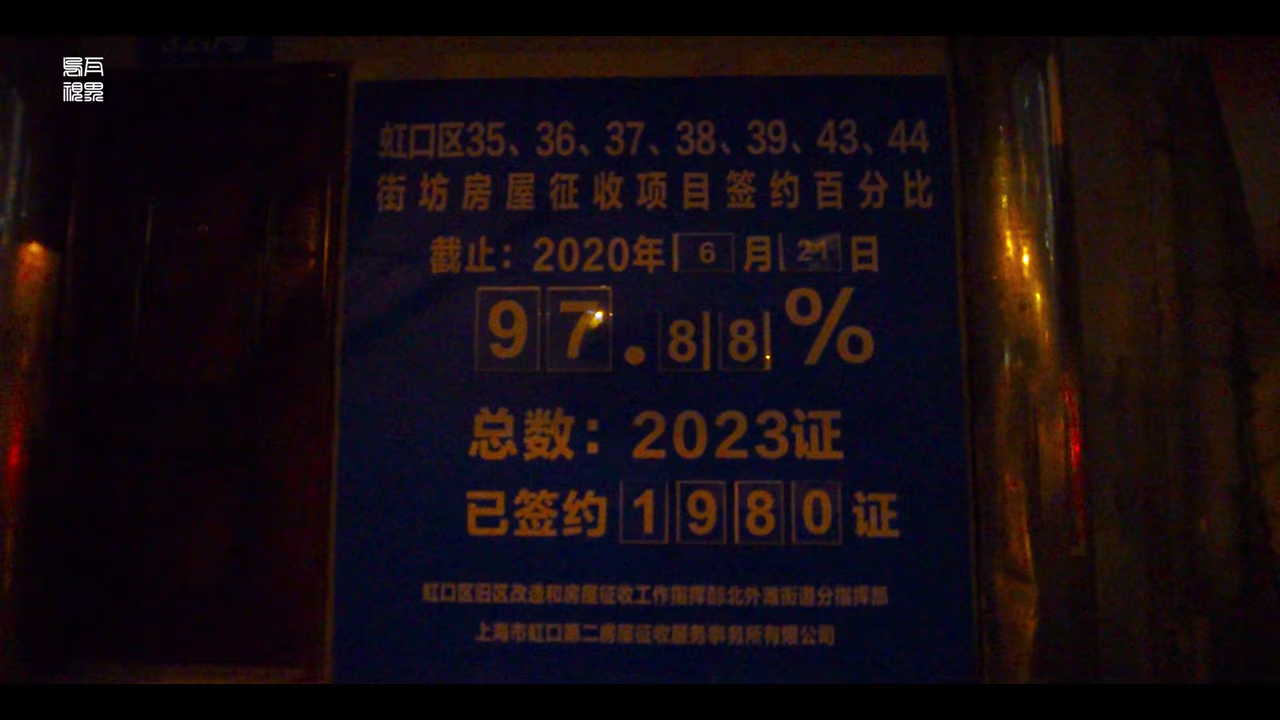 易瓦
视界
虹口区35、36、37、38、39、43、44
街坊房屋征收项目签约百分比
截止：2020年6月21日
97.88%
总数：2023证
已签约1980证
虹口区旧区改造和房屋征收工作指挥部北外滩街道分指挥部
上海市虹口第二房屋征收服务事务所有限公司